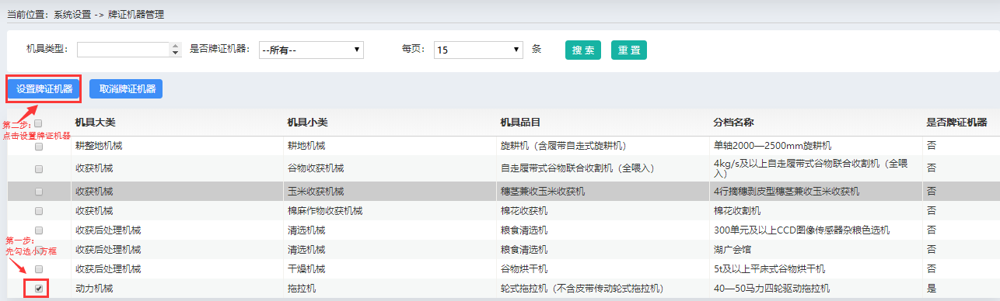 当前位置：系统设置 -> 牌证机器管理
机具类型： 是否牌证机器： --所有-- 每页： 15 条 搜 索 重 置
设置牌证机器 取消牌证机器
第二步：
点击设置牌证机器
机具大类 机具小类 机具品目 分档名称 是否牌证机器
耕整地机械 耕地机械 旋耕机（含履带自走式旋耕机） 单轴2000—2500mm旋耕机 否
收获机械 谷物收获机械 自走履带式谷物联合收割机（全喂入） 4kg/s及以上自走履带式谷物联合收割机（全喂
入） 否
收获机械 玉米收获机械 穗茎兼收玉米收获机 4行摘穗剥皮型穗茎兼收玉米收获机 否
收获机械 棉麻作物收获机械 棉花收获机 棉花收割机 否
收获后处理机械 清选机械 粮食清选机 300单元及以上CCD图像传感器杂粮色选机 否
第一步：
先勾选小方框
收获后处理机械 清选机械 粮食清选机 湖广会馆 否
收获后处理机械 干燥机械 谷物烘干机 5t及以上平床式谷物烘干机 否
动力机械 拖拉机 轮式拖拉机（不含皮带传动轮式拖拉机） 40—50马力四轮驱动拖拉机 是